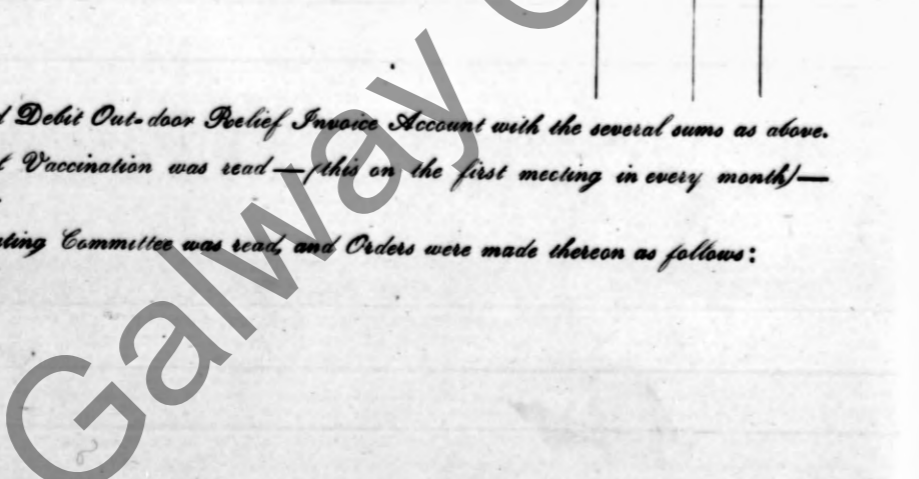 Debit Out-door Relief Invoice Account with the several sums as above.
Vaccination was read—(this on the first meeting in every month)—
Committee was read, and Orders were made thereon as follows:
Galway